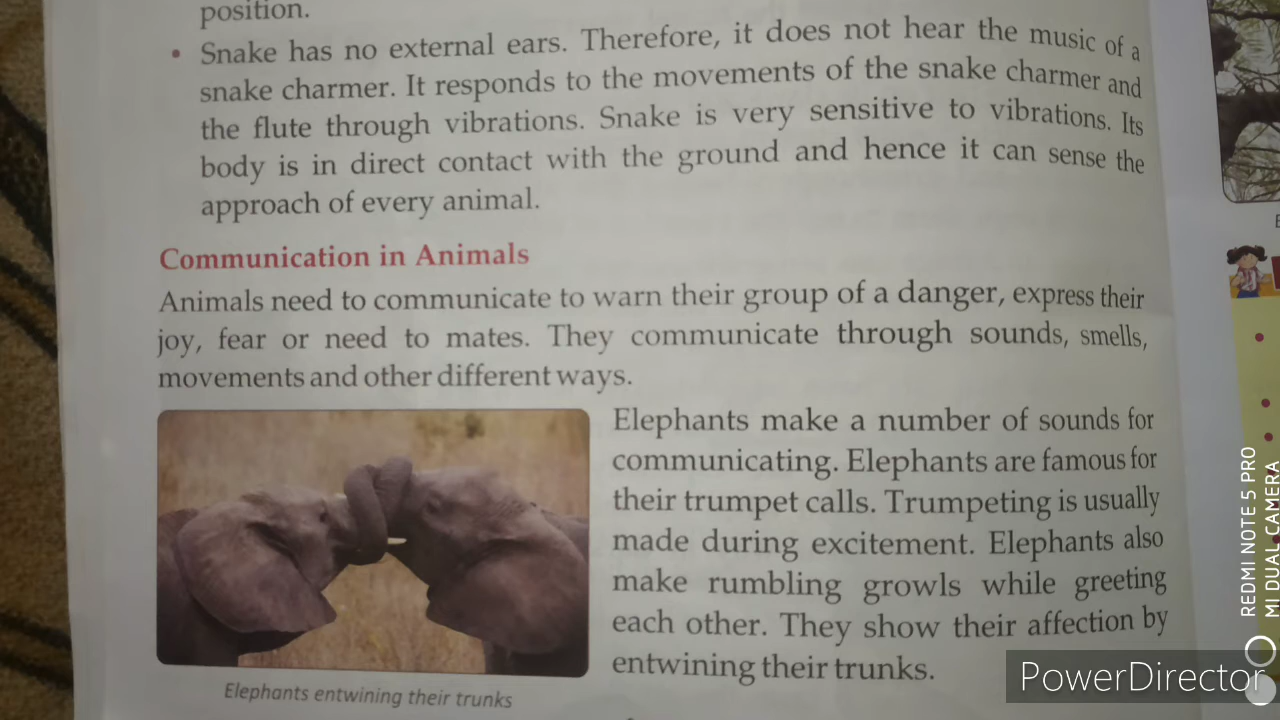 position.
• Snake has no external ears. Therefore, it does not hear the music of a
snake charmer. It responds to the movements of the snake charmer and
the flute through vibrations. Snake is very sensitive to vibrations. Its
body is in direct contact with the ground and hence it can sense the
approach of every animal.
Communication in Animals
Animals need to communicate to warn their group of a danger, express their
joy, fear or need to mates. They communicate through sounds, smells,
movements and other different ways.
Elephants make a number of sounds for
communicating. Elephants are famous for
their trumpet calls. Trumpeting is usually
made during excitement. Elephants also
make rumbling growls while greeting
each other. They show their affection by
entwining their trunks.
Elephants entwining their trunks
REDMI NOTE 5 PRO
MI DUAL CAMERA
PowerDirector